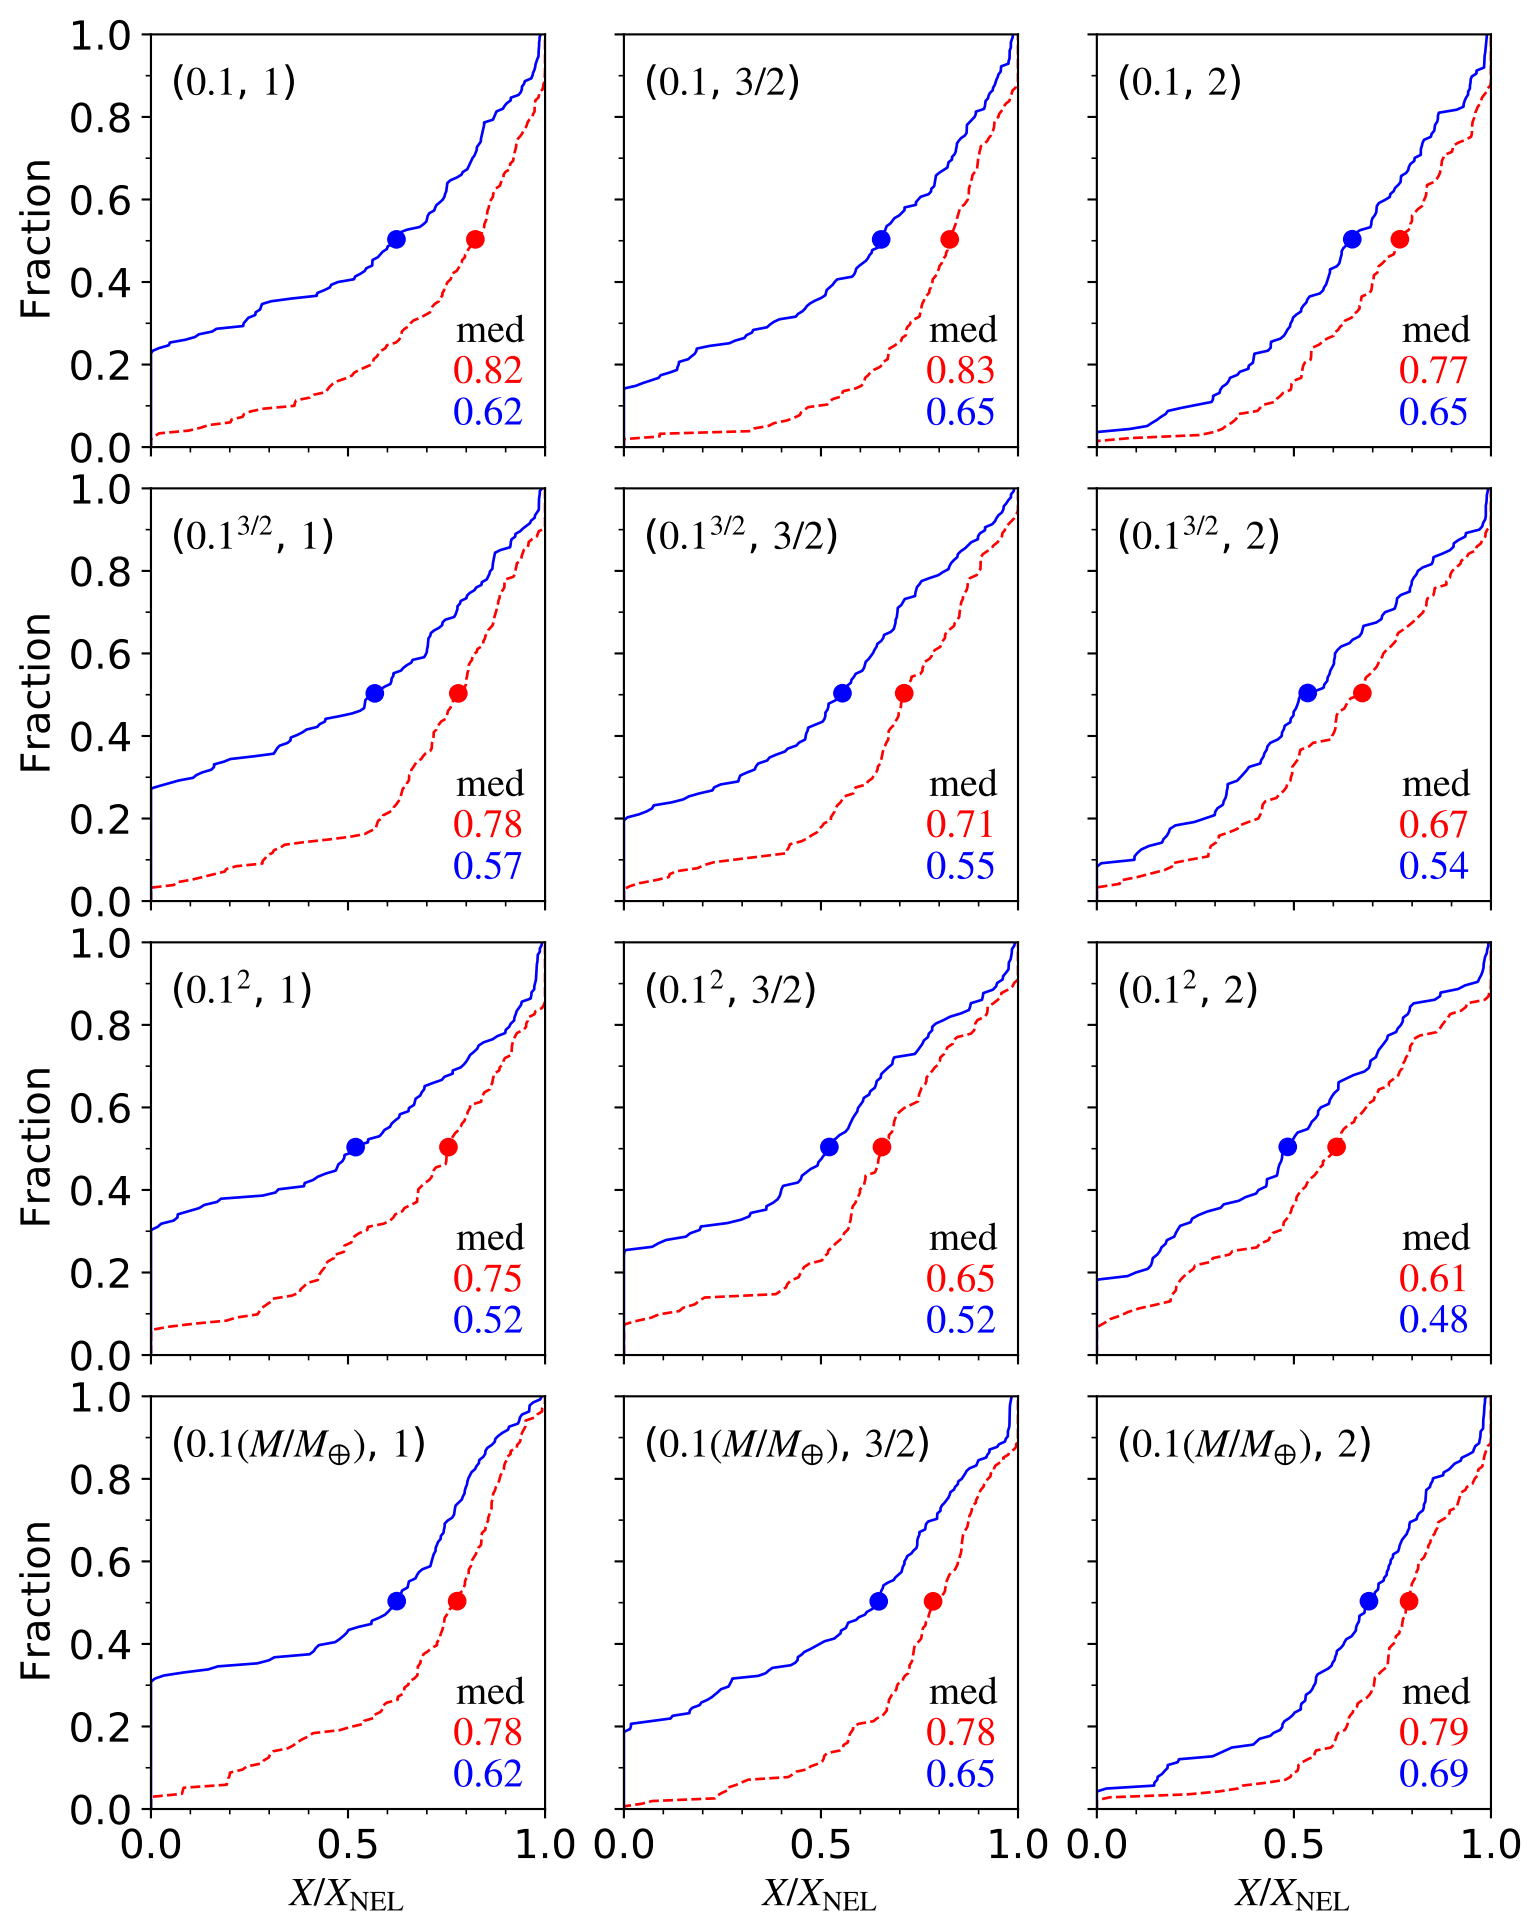 1.0
0.8
0.6
0.4
0.2
0.0
Fraction
(0.1, 1)
med
0.82
0.62
(0.1, 3/2)
med
0.83
0.65
(0.1, 2)
med
0.77
0.65
1.0
0.8
0.6
0.4
0.2
0.0
Fraction
(0.1^{3/2}, 1)
med
0.78
0.57
(0.1^{3/2}, 3/2)
med
0.71
0.55
(0.1^{3/2}, 2)
med
0.67
0.54
1.0
0.8
0.6
0.4
0.2
0.0
Fraction
(0.1², 1)
med
0.75
0.52
(0.1², 3/2)
med
0.65
0.52
(0.1², 2)
med
0.61
0.48
1.0
0.8
0.6
0.4
0.2
0.0
Fraction
(0.1(M/M⊕), 1)
med
0.78
0.62
(0.1(M/M⊕), 3/2)
med
0.78
0.65
(0.1(M/M⊕), 2)
med
0.79
0.69
0.0 0.5 1.0
0.0 0.5 1.0
0.0 0.5 1.0
X/X_{NEL}
X/X_{NEL}
X/X_{NEL}